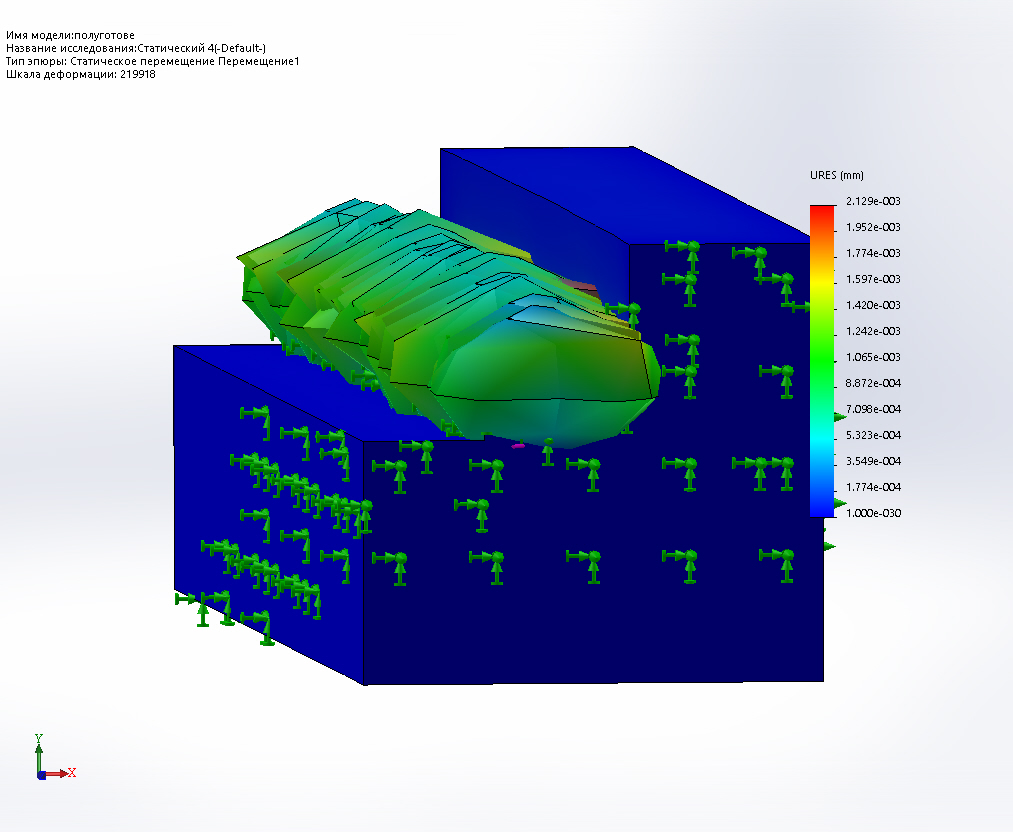 Имя модели:полуготове
Название исследования:Статический 4(-Default-)
Тип эпюры: Статическое перемещение Перемещение1
Шкала деформации: 219918
URES (mm)
2.129e-003
1.952e-003
1.774e-003
1.597e-003
1.420e-003
1.242e-003
1.065e-003
8.872e-004
7.098e-004
5.323e-004
3.549e-004
1.774e-004
1.000e-030
Y
X